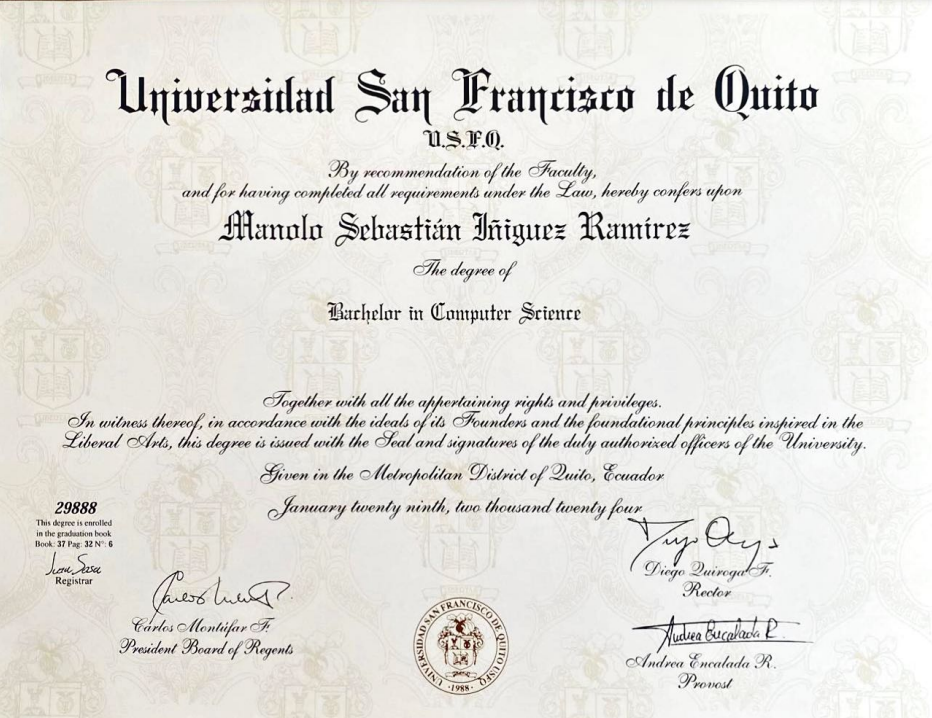 Universidad San Francisco de Quito
U.S.F.Q.
By recommendation of the Faculty,
and for having completed all requirements under the Law, hereby confers upon
Manolo Sebastián Iñiguez Ramírez
The degree of
Bachelor in Computer Science
Together with all the appertaining rights and privileges.
In witness thereof, in accordance with the ideals of its Founders and the foundational principles inspired in the
Liberal Arts, this degree is issued with the Seal and signatures of the duly authorized officers of the University.
Given in the Metropolitan District of Quito, Ecuador
January twenty ninth, two thousand twenty four
29888
This degree is enrolled
in the graduation book
Book: 37 Pag: 32 Nº: 6
Registrar
Diego Quiroga F.
Rector
Carlos Montúfar F.
President Board of Regents
UNIVERSIDAD SAN FRANCISCO DE QUITO USFQ
·1988·
Andrea Encalada R.
Andrea Encalada R.
Provost